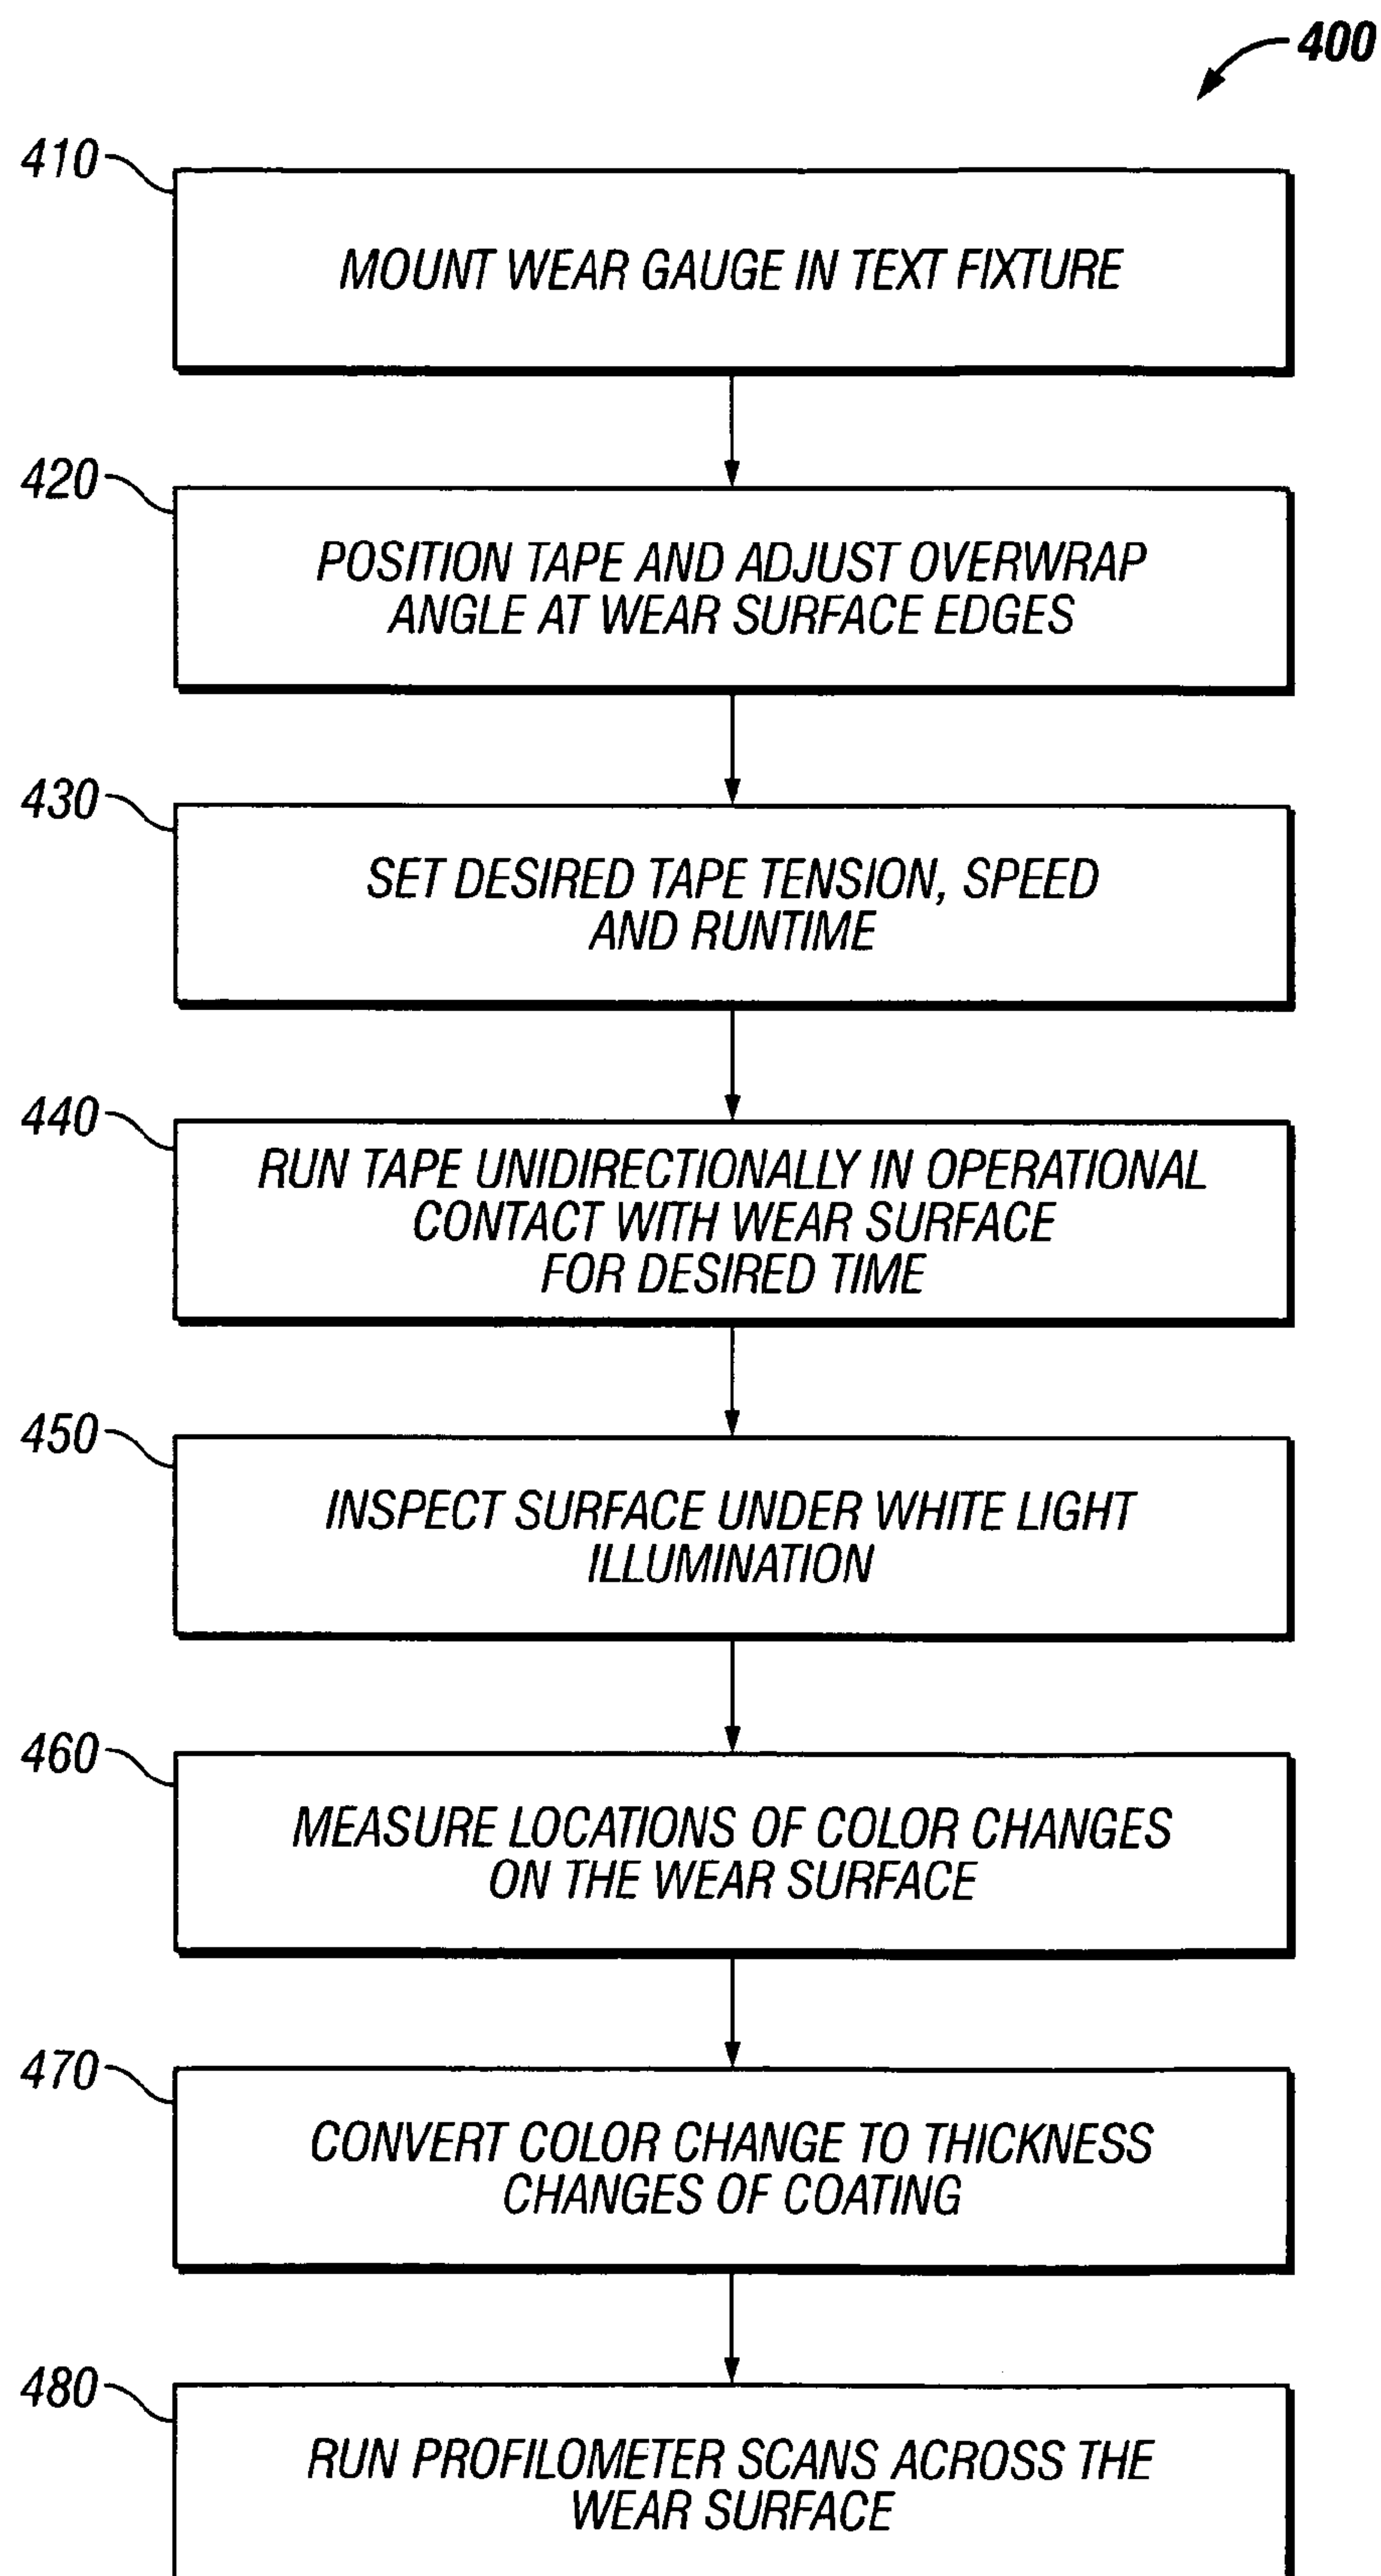 400
410
MOUNT WEAR GAUGE IN TEXT FIXTURE
420
POSITION TAPE AND ADJUST OVERWRAP
ANGLE AT WEAR SURFACE EDGES
430
SET DESIRED TAPE TENSION, SPEED
AND RUNTIME
440
RUN TAPE UNIDIRECTIONALLY IN OPERATIONAL
CONTACT WITH WEAR SURFACE
FOR DESIRED TIME
450
INSPECT SURFACE UNDER WHITE LIGHT
ILLUMINATION
460
MEASURE LOCATIONS OF COLOR CHANGES
ON THE WEAR SURFACE
470
CONVERT COLOR CHANGE TO THICKNESS
CHANGES OF COATING
480
RUN PROFILOMETER SCANS ACROSS THE
WEAR SURFACE